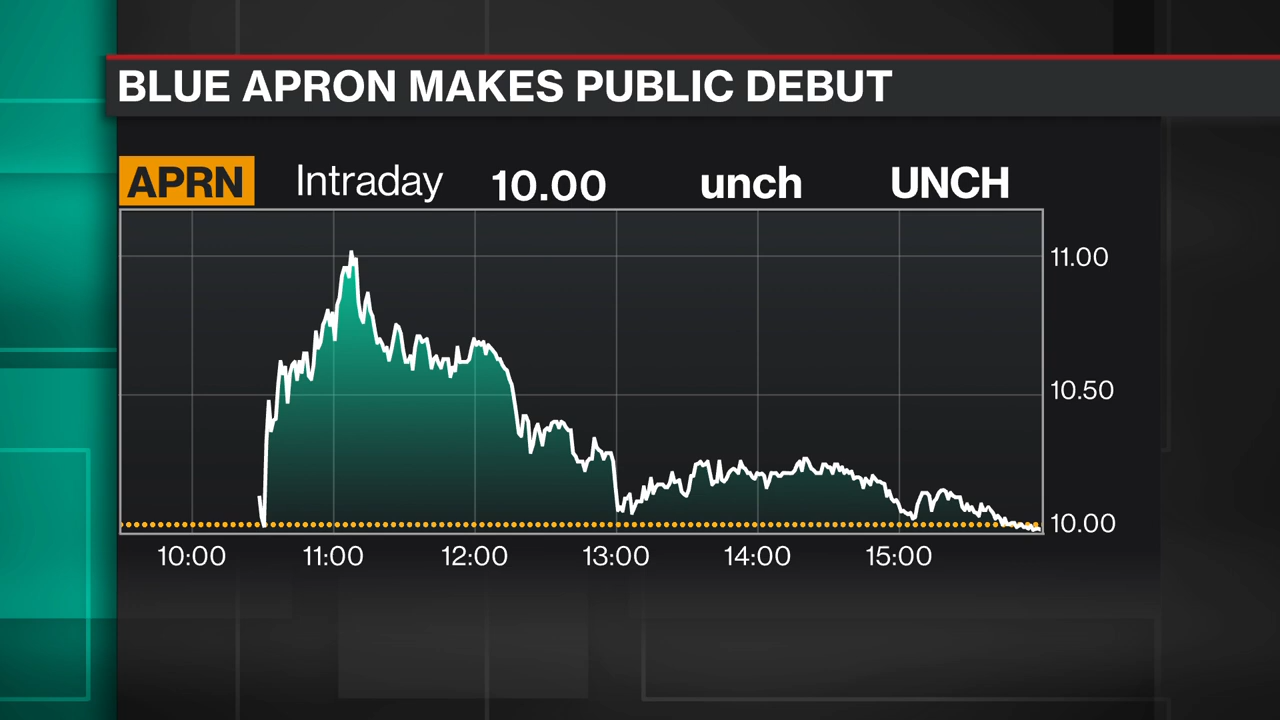 BLUE APRON MAKES PUBLIC DEBUT
APRN Intraday 10.00 unch UNCH
11.00
10.50
10.00
10:00 11:00 12:00 13:00 14:00 15:00